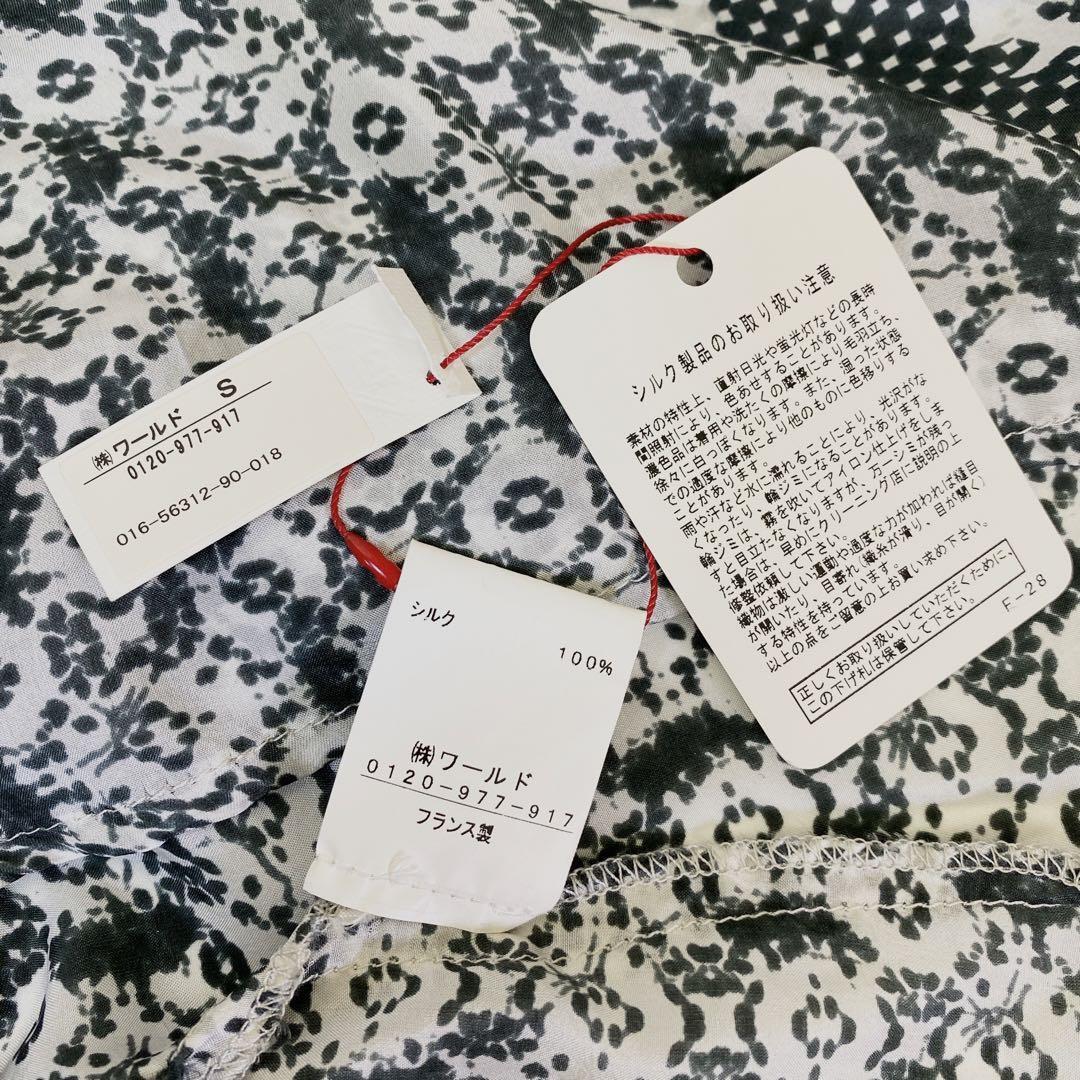 ㈱ワールド S
0120-977-917
016-56312-90-018
シルク
100%
㈱ワールド
0120-977-917
フランス製
シルク製品のお取り扱い注意
素材の特性上、直射日光や蛍光灯などの長時
間照射により、色あせすることがあります。
濃色品は着用や洗たくの摩擦により毛羽立ち、
徐々に白っぽくなります。また、湿った状態
での過度な摩擦により他のものに色移りする
ことがあります。
雨や汗など水に濡れることにより、光沢がな
くなったり、輪ジミになることがあります。
輪ジミは、霧を吹いてアイロン仕上げをしま
すと目立たなくなりますが、万一シミが残っ
た場合は、早めにクリーニング店に説明の上
修整依頼して下さい。
織物は激しい運動や過度な力が加われば縫目
が開いたり、目寄れ(織糸が滑り、目が開く)
する特性を持っています。
以上の点をご留意の上お買い求め下さい。
E-28
正しくお取り扱いしていただくために、
この下げ札は保管して下さい。